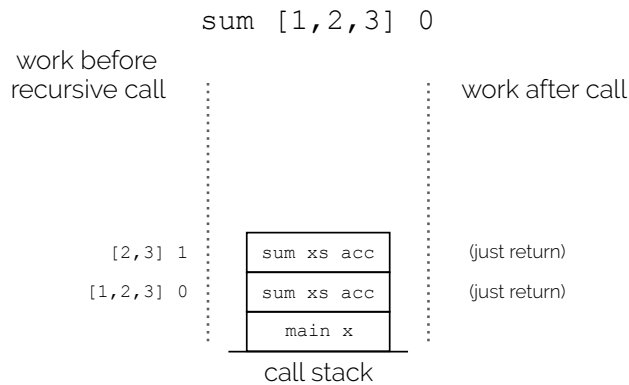 sum [1,2,3] 0
work before
recursive call
work after call
[2,3] 1
sum xs acc
(just return)
[1,2,3] 0
sum xs acc
(just return)
main x
call stack